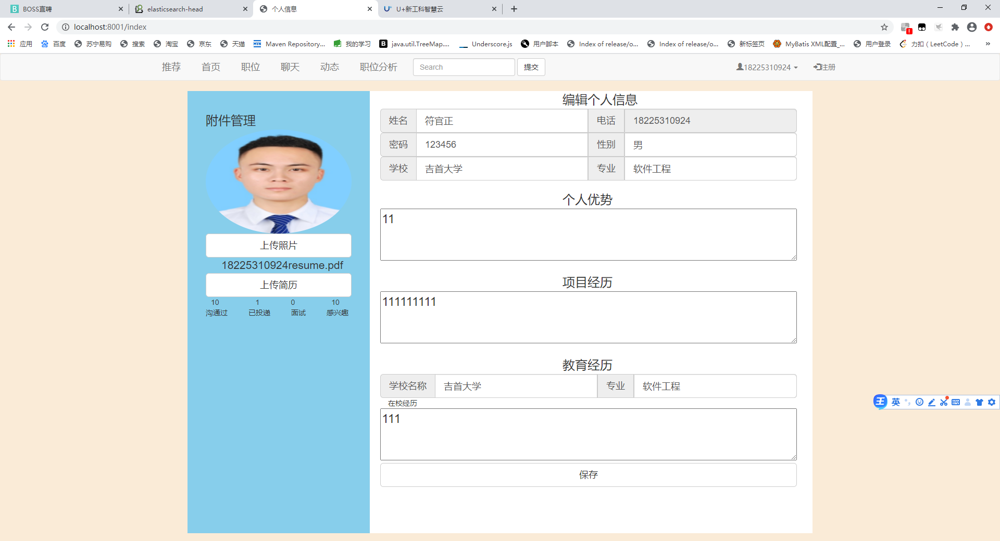 BOSS直聘
elasticsearch-head
个人信息
U+新工科智慧云
localhost:8001/index
应用
百度
苏宁易购
搜索
淘宝
京东
天猫
Maven Repository...
我的学习
java.util.TreeMap....
Underscore.js
用户脚本
Index of release/o...
Index of release/o...
新标签页
MyBatis XML配置_...
用户登录
力扣（LeetCode）...
推荐
首页
职位
聊天
动态
职位分析
Search
提交
18225310924
注册
附件管理
上传照片
18225310924resume.pdf
上传简历
10 1 0 10
沟通过 已投递 面试 感兴趣
编辑个人信息
姓名 符官正 电话 18225310924
密码 123456 性别 男
学校 吉首大学 专业 软件工程
个人优势
11
项目经历
111111111
教育经历
学校名称 吉首大学 专业 软件工程
在校经历
111
保存
英